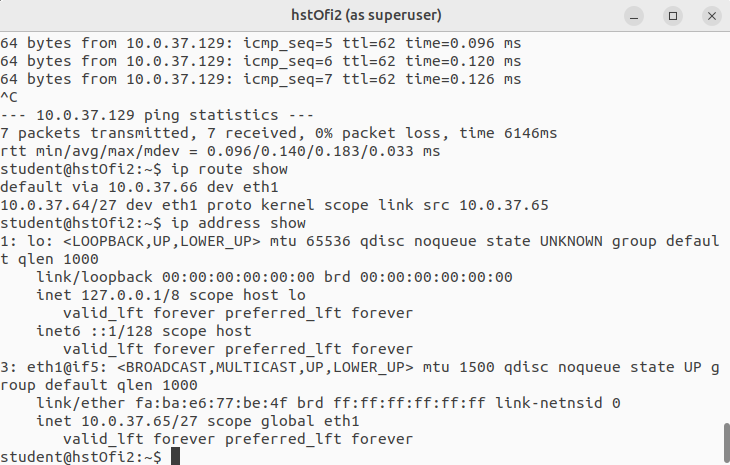 hstOfi2 (as superuser)
64 bytes from 10.0.37.129: icmp_seq=5 ttl=62 time=0.096 ms
64 bytes from 10.0.37.129: icmp_seq=6 ttl=62 time=0.120 ms
64 bytes from 10.0.37.129: icmp_seq=7 ttl=62 time=0.126 ms
^C
--- 10.0.37.129 ping statistics ---
7 packets transmitted, 7 received, 0% packet loss, time 6146ms
rtt min/avg/max/mdev = 0.096/0.140/0.183/0.033 ms
student@hstOfi2:~$ ip route show
default via 10.0.37.66 dev eth1
10.0.37.64/27 dev eth1 proto kernel scope link src 10.0.37.65
student@hstOfi2:~$ ip address show
1: lo: <LOOPBACK,UP,LOWER_UP> mtu 65536 qdisc noqueue state UNKNOWN group defaul
t qlen 1000
    link/loopback 00:00:00:00:00:00 brd 00:00:00:00:00:00
    inet 127.0.0.1/8 scope host lo
       valid_lft forever preferred_lft forever
    inet6 ::1/128 scope host
       valid_lft forever preferred_lft forever
3: eth1@if5: <BROADCAST,MULTICAST,UP,LOWER_UP> mtu 1500 qdisc noqueue state UP g
roup default qlen 1000
    link/ether fa:ba:e6:77:be:4f brd ff:ff:ff:ff:ff:ff link-netnsid 0
    inet 10.0.37.65/27 scope global eth1
       valid_lft forever preferred_lft forever
student@hstOfi2:~$